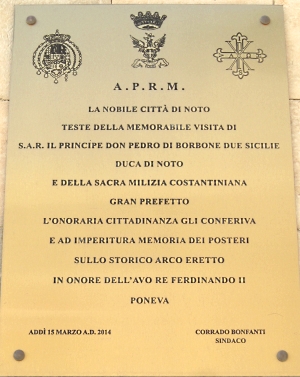 A.P.R.M.
LA NOBILE CITTÀ DI NOTO
TESTE DELLA MEMORABILE VISITA DI
S.A.R. IL PRINCIPE DON PEDRO DI BORBONE DUE SICILIE
DUCA DI NOTO
E DELLA SACRA MILIZIA COSTANTINIANA
GRAN PREFETTO
L'ONORARIA CITTADINANZA GLI CONFERIVA
E AD IMPERITURA MEMORIA DEI POSTERI
SULLO STORICO ARCO ERETTO
IN ONORE DELL'AVO RE FERDINANDO II
PONEVA
ADDÌ 15 MARZO A.D. 2014
CORRADO BONFANTI
SINDACO